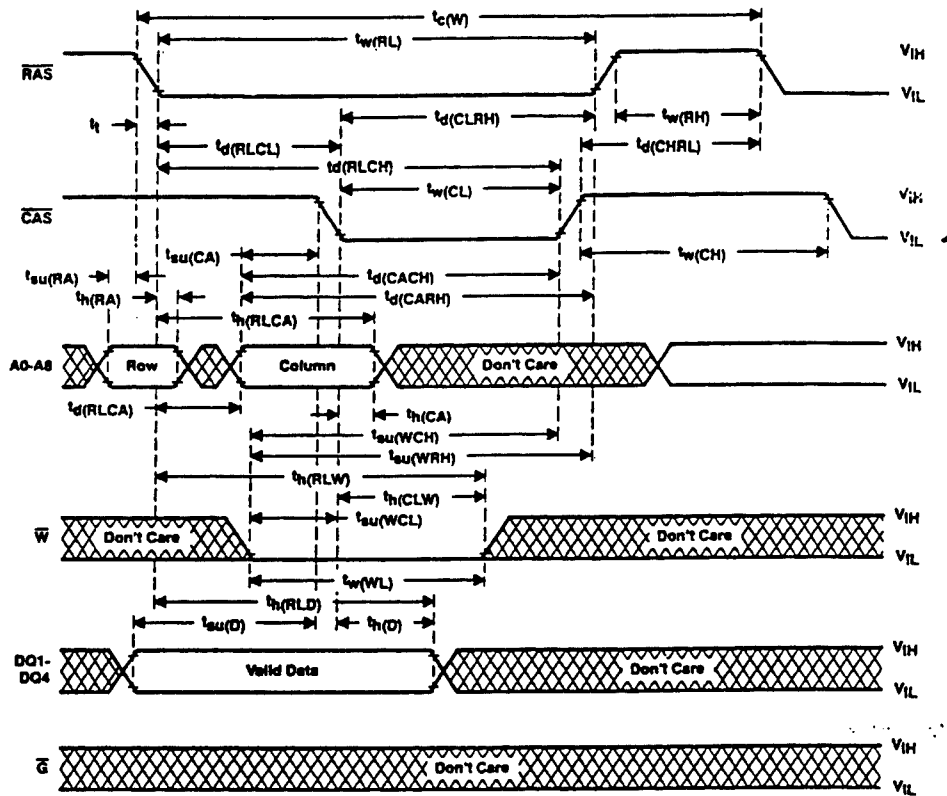 tc(W)
tw(RL)
RAS
VIH
VIL
tt
td(CLRH)
tw(RH)
td(RLCL)
td(CHRL)
td(RLCH)
tw(CL)
CAS
VIH
VIL
tsu(CA)
tw(CH)
tsu(RA)
td(CACH)
th(RA)
td(CARH)
th(RLCA)
A0-A8
Row
Column
Don't Care
VIH
VIL
td(RLCA)
th(CA)
tsu(WCH)
tsu(WRH)
th(RLW)
th(CLW)
tsu(WCL)
W
Don't Care
Don't Care
VIH
VIL
tw(WL)
th(RLD)
tsu(D)
th(D)
DQ1-
DQ4
Valid Data
Don't Care
VIH
VIL
G
Don't Care
VIH
VIL